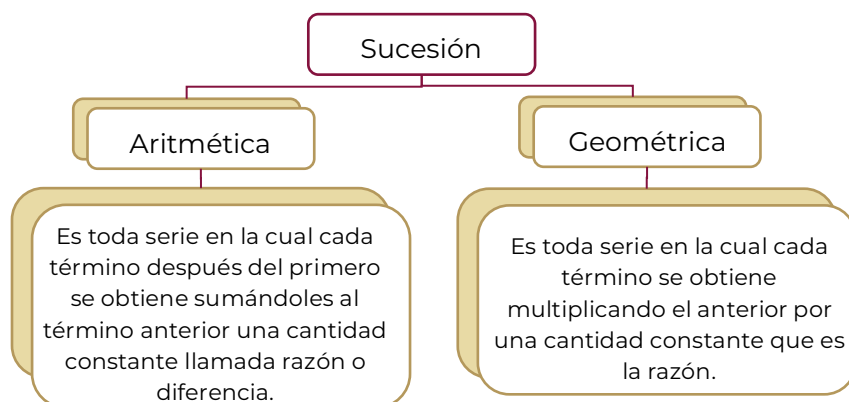 Sucesión
Aritmética
Geométrica
Es toda serie en la cual cada
término después del primero
se obtiene sumándoles al
término anterior una cantidad
constante llamada razón o
diferencia.
Es toda serie en la cual cada
término se obtiene
multiplicando el anterior por
una cantidad constante que es
la razón.